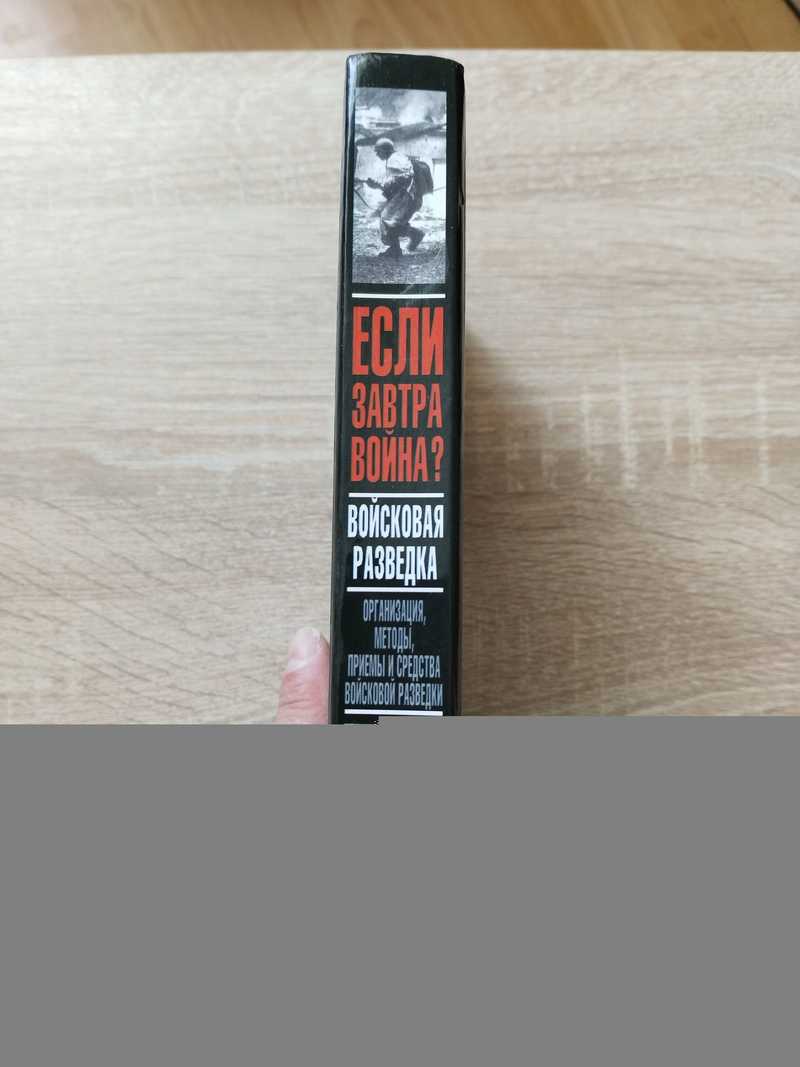 ЕСЛИ
ЗАВТРА
ВОЙНА?
ВОЙСКОВАЯ
РАЗВЕДКА
ОРГАНИЗАЦИЯ,
МЕТОДЫ,
ПРИЕМЫ И СРЕДСТВА
ВОЙСКОВОЙ РАЗВЕДКИ